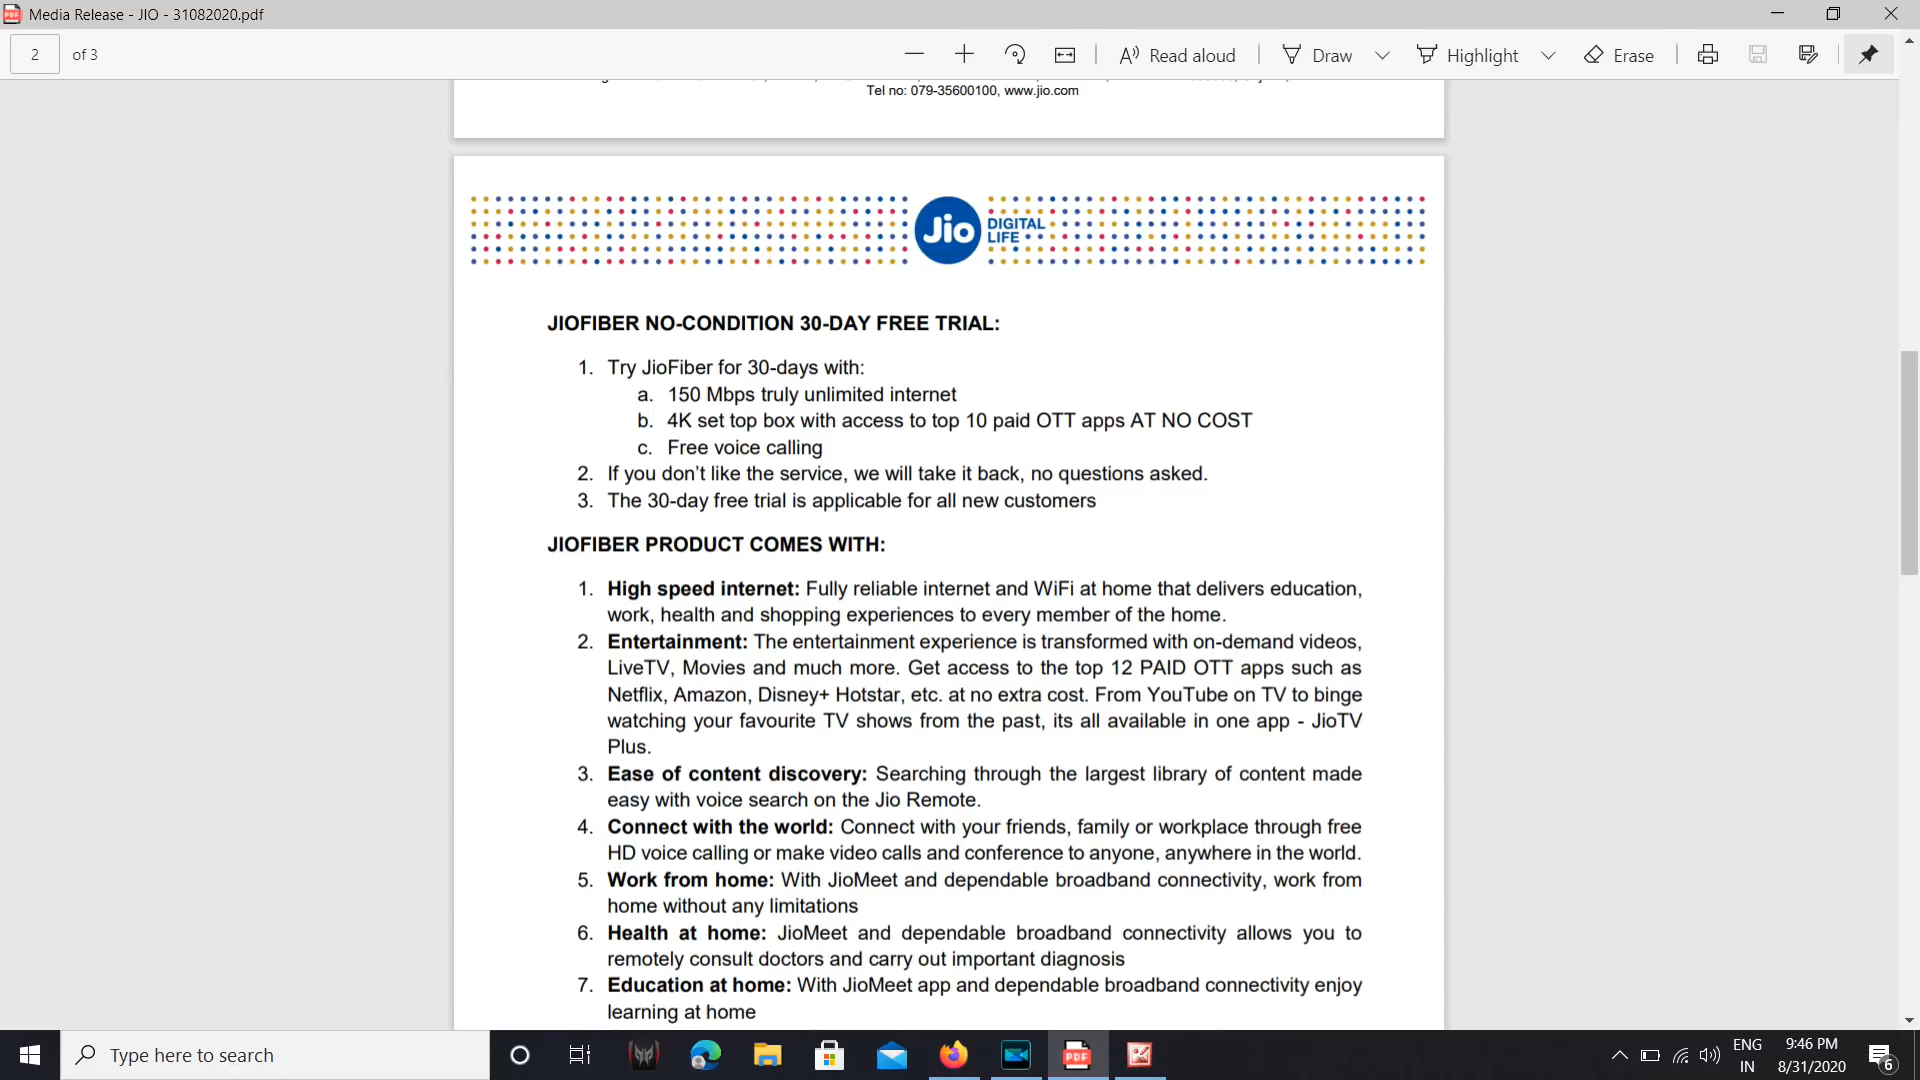 Media Release - JIO - 31082020.pdf
2 of 3
Read aloud
Draw
Highlight
Erase
Tel no: 079-35600100, www.jio.com
Jio DIGITAL
LIFE
JIOFIBER NO-CONDITION 30-DAY FREE TRIAL:
1. Try JioFiber for 30-days with:
a. 150 Mbps truly unlimited internet
b. 4K set top box with access to top 10 paid OTT apps AT NO COST
c. Free voice calling
2. If you don’t like the service, we will take it back, no questions asked.
3. The 30-day free trial is applicable for all new customers
JIOFIBER PRODUCT COMES WITH:
1. High speed internet: Fully reliable internet and WiFi at home that delivers education,
work, health and shopping experiences to every member of the home.
2. Entertainment: The entertainment experience is transformed with on-demand videos,
LiveTV, Movies and much more. Get access to the top 12 PAID OTT apps such as
Netflix, Amazon, Disney+ Hotstar, etc. at no extra cost. From YouTube on TV to binge
watching your favourite TV shows from the past, its all available in one app - JioTV
Plus.
3. Ease of content discovery: Searching through the largest library of content made
easy with voice search on the Jio Remote.
4. Connect with the world: Connect with your friends, family or workplace through free
HD voice calling or make video calls and conference to anyone, anywhere in the world.
5. Work from home: With JioMeet and dependable broadband connectivity, work from
home without any limitations
6. Health at home: JioMeet and dependable broadband connectivity allows you to
remotely consult doctors and carry out important diagnosis
7. Education at home: With JioMeet app and dependable broadband connectivity enjoy
learning at home
Type here to search
PDF
ENG
IN
9:46 PM
8/31/2020
6